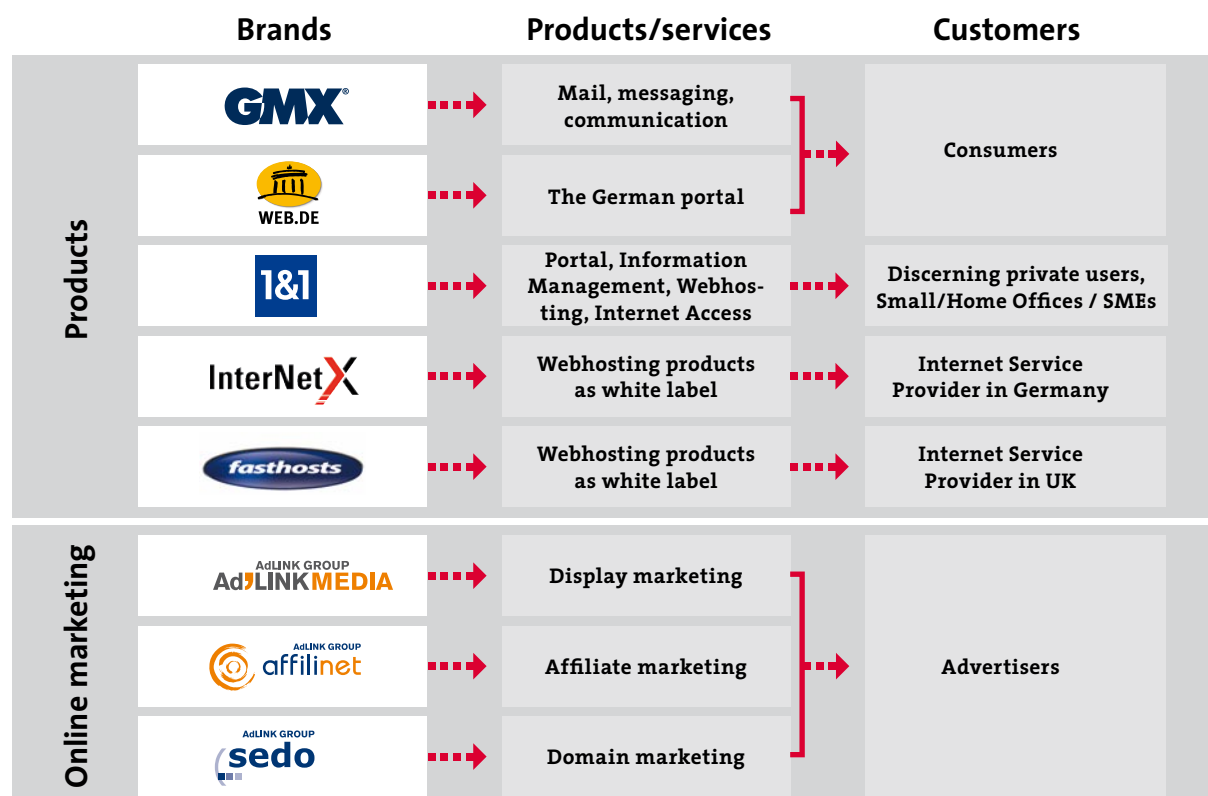 Brands
Products/services
Customers
Products
GMX®
Mail, messaging,
communication
Consumers
WEB.DE
The German portal
1&1
Portal, Information
Management, Webhos-
ting, Internet Access
Discerning private users,
Small/Home Offices / SMEs
InterNetX
Webhosting products
as white label
Internet Service
Provider in Germany
fasthosts
Webhosting products
as white label
Internet Service
Provider in UK
Online marketing
AdLINK GROUP
Ad'LINKMEDIA
Display marketing
Advertisers
AdLINK GROUP
affilinet
Affiliate marketing
AdLINK GROUP
sedo
Domain marketing